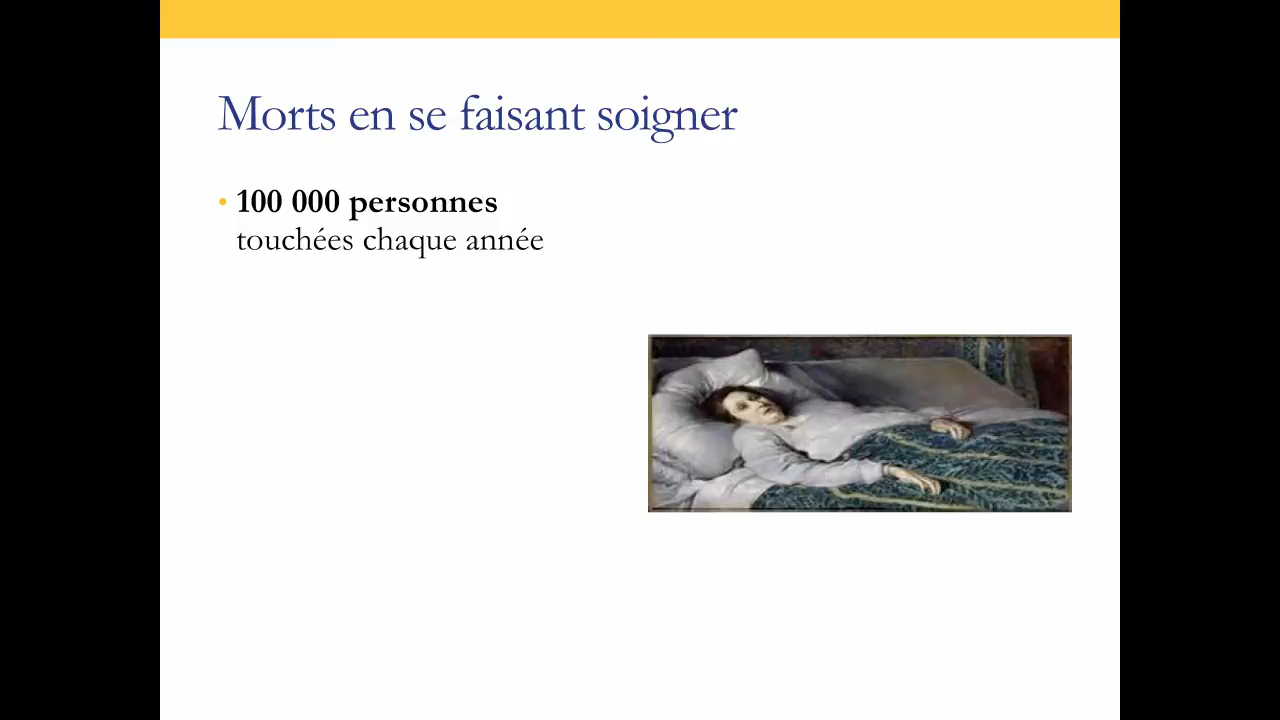 Morts en se faisant soigner
• 100 000 personnes
touchées chaque année